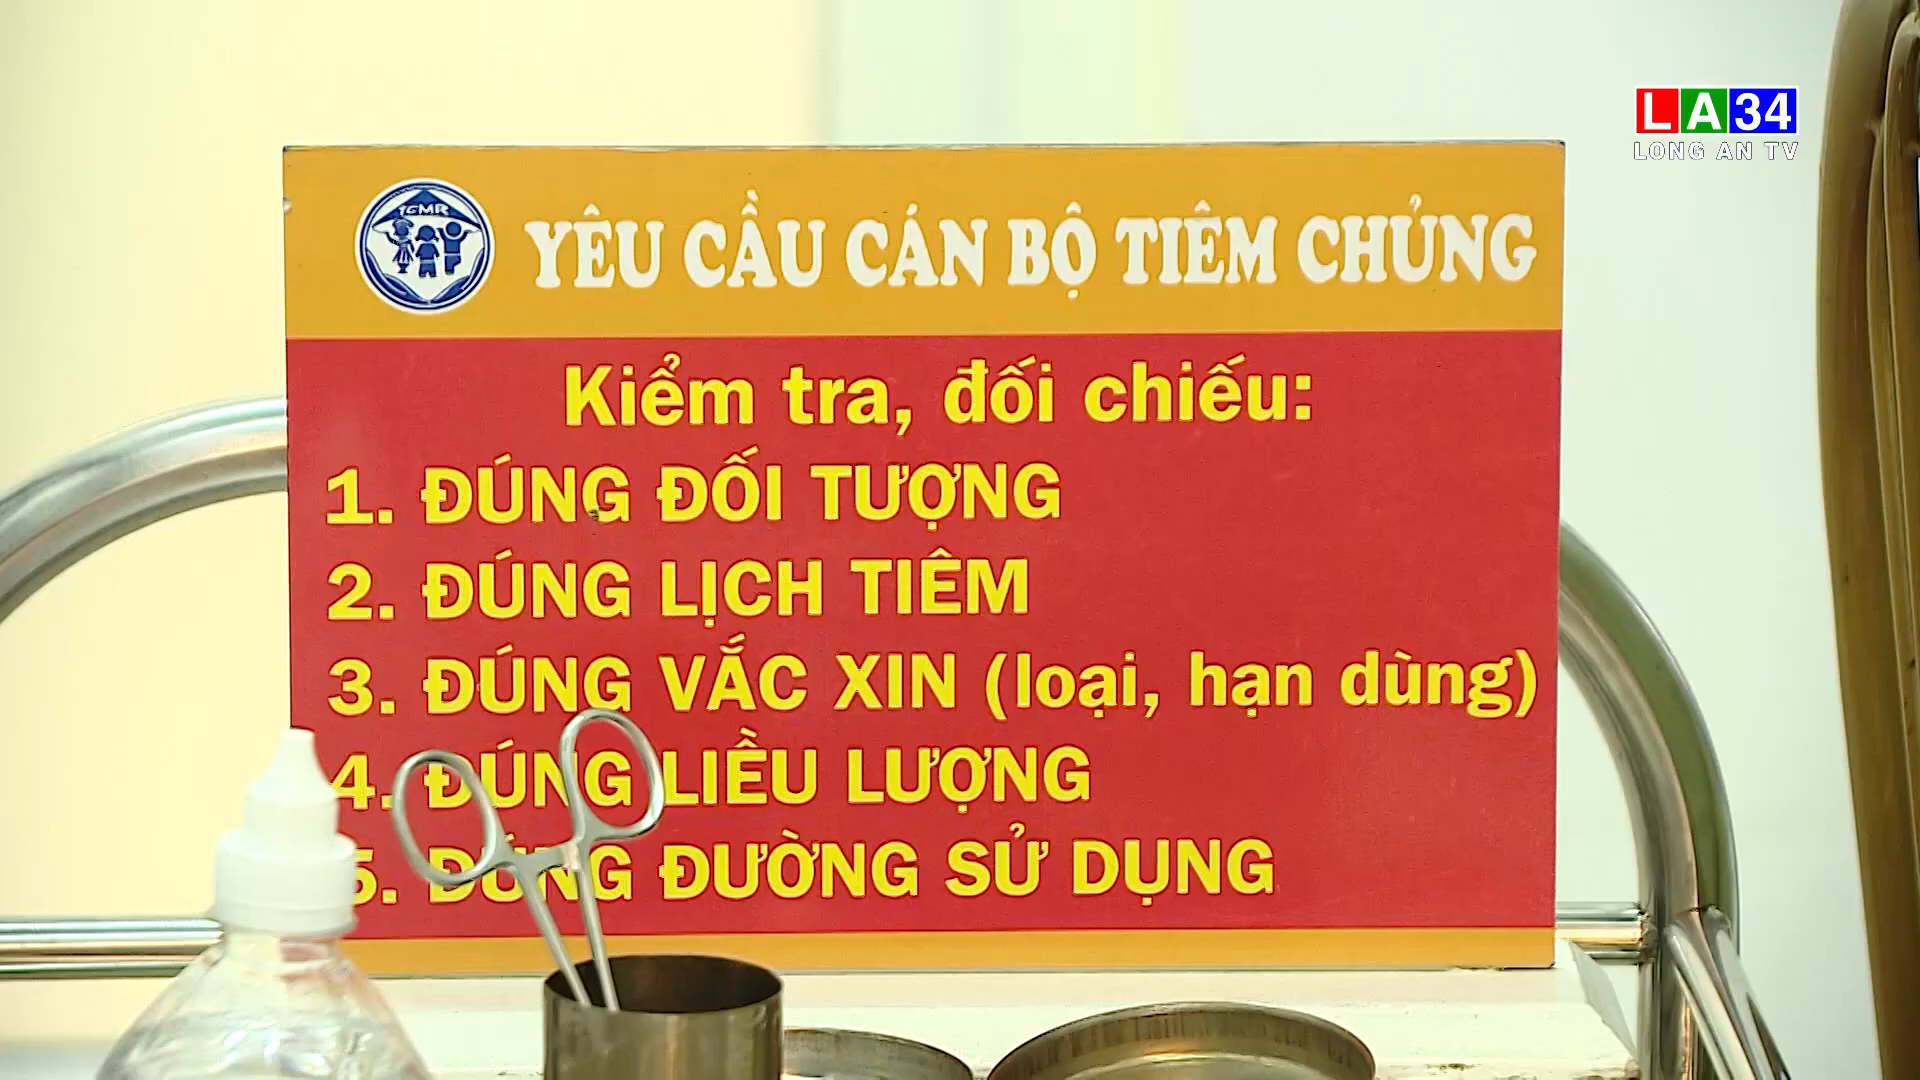 LA34
LONG AN TV
TCMR
YÊU CẦU CÁN BỘ TIÊM CHỦNG
Kiểm tra, đối chiếu:
1. ĐÚNG ĐỐI TƯỢNG
2. ĐÚNG LỊCH TIÊM
3. ĐÚNG VẮC XIN (loại, hạn dùng)
4. ĐÚNG LIỀU LƯỢNG
5. ĐÚNG ĐƯỜNG SỬ DỤNG